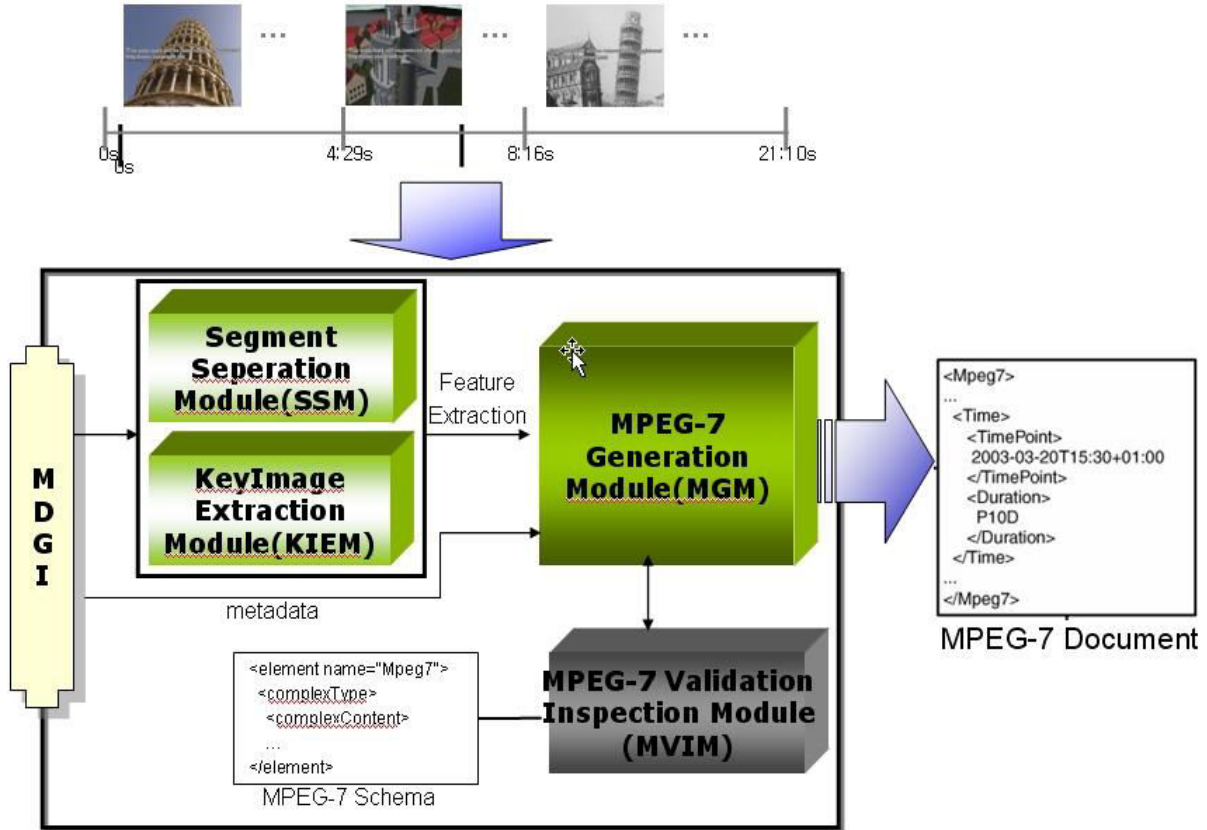 ...
...
...
0s
0s
4:29s
8:16s
21:10s
M
D
G
I
Segment
Seperation
Module(SSM)
KeyImage
Extraction
Module(KIEM)
Feature
Extraction
metadata
MPEG-7
Generation
Module(MGM)
MPEG-7 Validation
Inspection Module
(MVIM)
<element name="Mpeg7">
<complexType>
<complexContent>
...
</element>
MPEG-7 Schema
<Mpeg7>
...
<Time>
<TimePoint>
2003-03-20T15:30+01:00
</TimePoint>
<Duration>
P10D
</Duration>
</Time>
...
</Mpeg7>
MPEG-7 Document